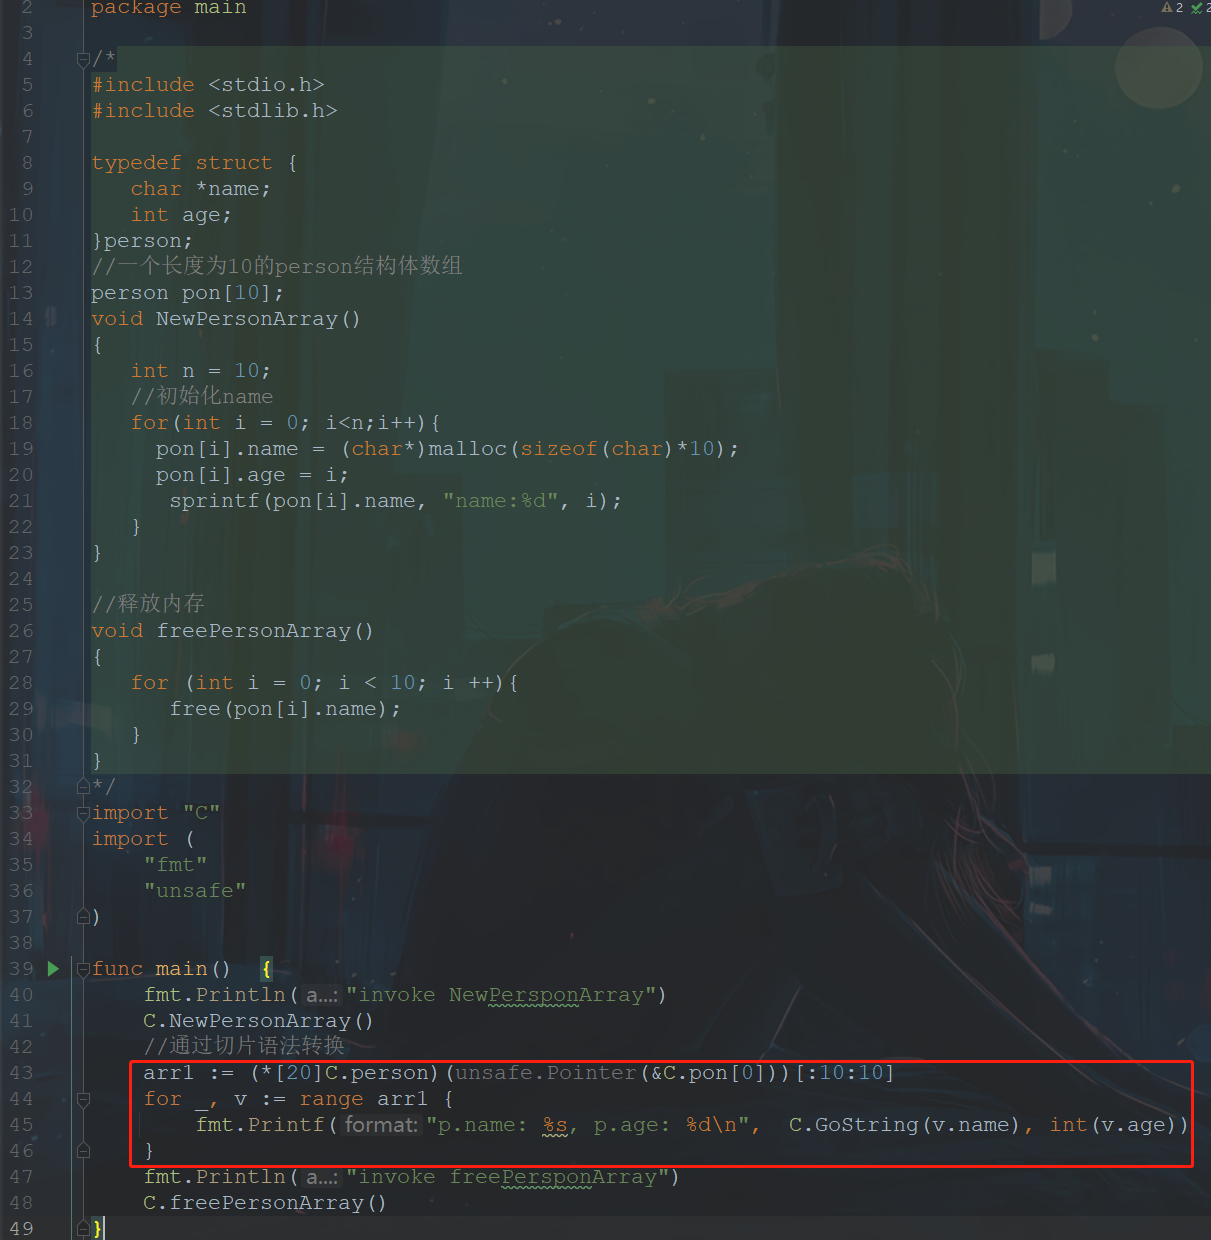 2 package main
3
4 /*
5 #include <stdio.h>
6 #include <stdlib.h>
7
8 typedef struct {
9 char *name;
10 int age;
11 }person;
12 //一个长度为10的person结构体数组
13 person pon[10];
14 void NewPersonArray()
15 {
16 int n = 10;
17 //初始化name
18 for(int i = 0; i<n;i++){
19 pon[i].name = (char*)malloc(sizeof(char)*10);
20 pon[i].age = i;
21 sprintf(pon[i].name, "name:%d", i);
22 }
23 }
24
25 //释放内存
26 void freePersonArray()
27 {
28 for (int i = 0; i < 10; i ++){
29 free(pon[i].name);
30 }
31 }
32 */
33 import "C"
34 import (
35 "fmt"
36 "unsafe"
37 )
38
39 func main() {
40 fmt.Println( a...: "invoke NewPersponArray")
41 C.NewPersonArray()
42 //通过切片语法转换
43 arr1 := (*[20]C.person)(unsafe.Pointer(&C.pon[0]))[:10:10]
44 for _, v := range arr1 {
45 fmt.Printf( format: "p.name: %s, p.age: %d\n", C.GoString(v.name), int(v.age))
46 }
47 fmt.Println( a...: "invoke freePersponArray")
48 C.freePersonArray()
49 }
2 2